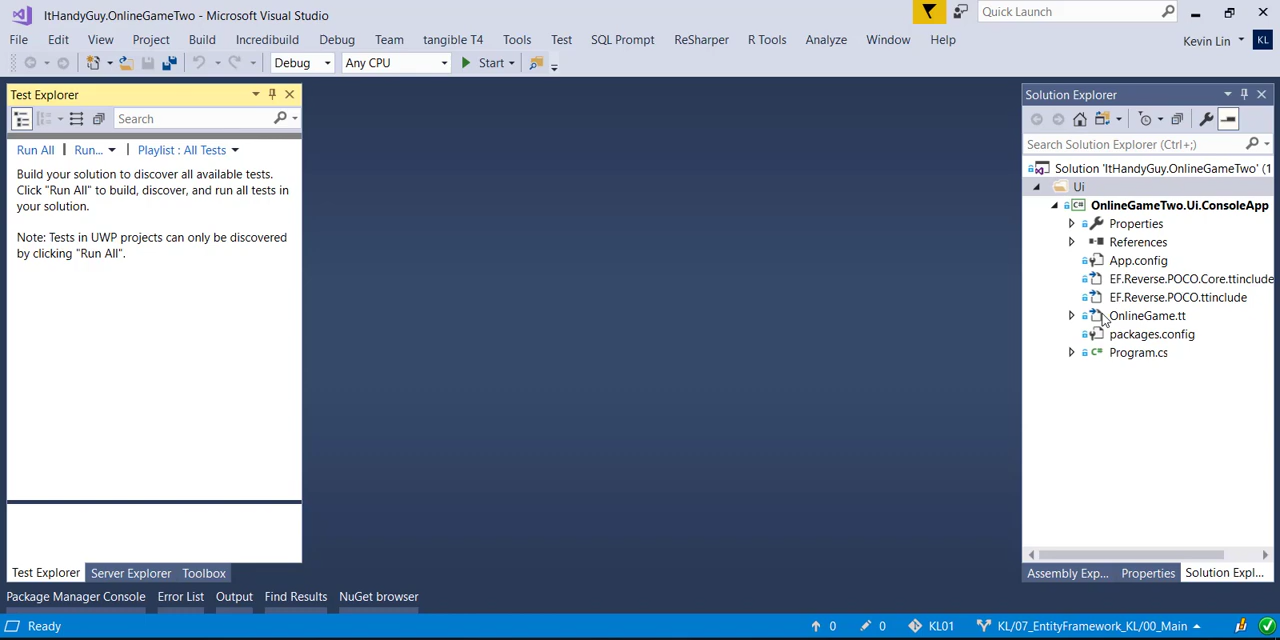 ItHandyGuy.OnlineGameTwo - Microsoft Visual Studio
Quick Launch
File Edit View Project Build Incredibuild Debug Team tangible T4 Tools Test SQL Prompt ReSharper R Tools Analyze Window Help
Kevin Lin KL
Debug Any CPU Start
Test Explorer
Search
Run All | Run... | Playlist : All Tests
Build your solution to discover all available tests.
Click "Run All" to build, discover, and run all tests in
your solution.
Note: Tests in UWP projects can only be discovered
by clicking "Run All".
Test Explorer Server Explorer Toolbox
Solution Explorer
Search Solution Explorer (Ctrl+;)
Solution 'ItHandyGuy.OnlineGameTwo' (1
Ui
C# OnlineGameTwo.Ui.ConsoleApp
Properties
References
App.config
EF.Reverse.POCO.Core.ttinclude
EF.Reverse.POCO.ttinclude
OnlineGame.tt
packages.config
C# Program.cs
Assembly Exp... Properties Solution Expl...
Package Manager Console Error List Output Find Results NuGet browser
Ready 0 0 KL01 KL/07_EntityFramework_KL/00_Main